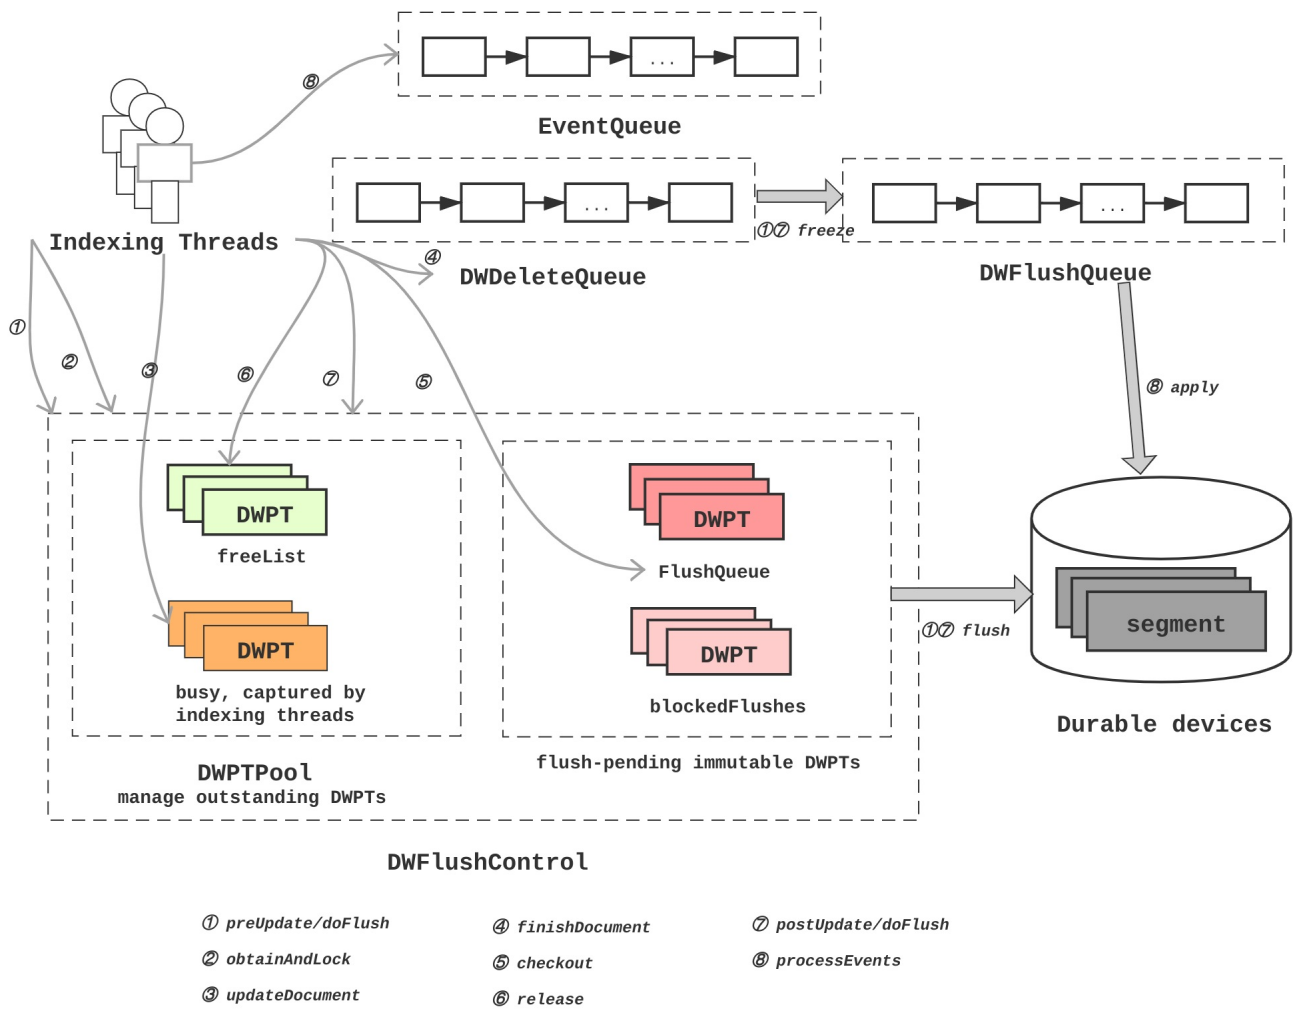 ⑧
...
EventQueue
...
①⑦ freeze
...
Indexing Threads
④
DWDeleteQueue
DWFlushQueue
①
②
③
⑥
⑦
⑤
⑧ apply
DWPT
freeList
DWPT
FlushQueue
DWPT
busy, captured by
indexing threads
DWPT
blockedFlushes
①⑦ flush
segment
Durable devices
DWPTPool
manage outstanding DWPTs
flush-pending immutable DWPTs
DWFlushControl
① preUpdate/doFlush
② obtainAndLock
③ updateDocument
④ finishDocument
⑤ checkout
⑥ release
⑦ postUpdate/doFlush
⑧ processEvents